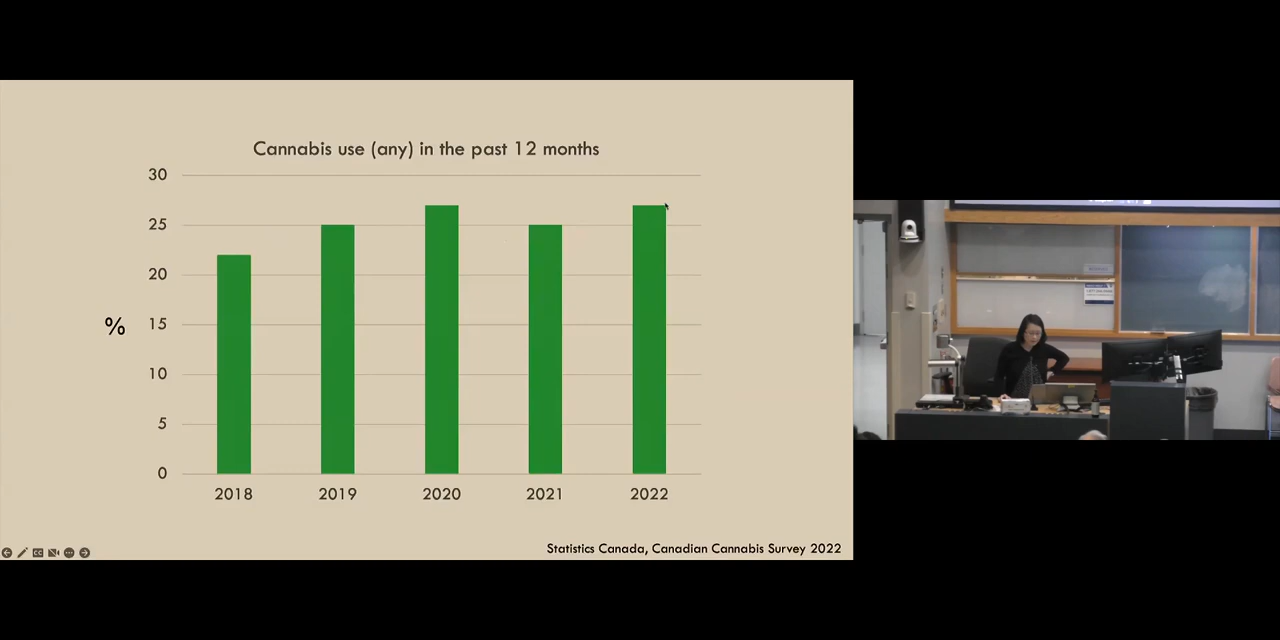 Cannabis use (any) in the past 12 months
30
25
20
15
10
5
0
%
2018 2019 2020 2021 2022
Statistics Canada, Canadian Cannabis Survey 2022